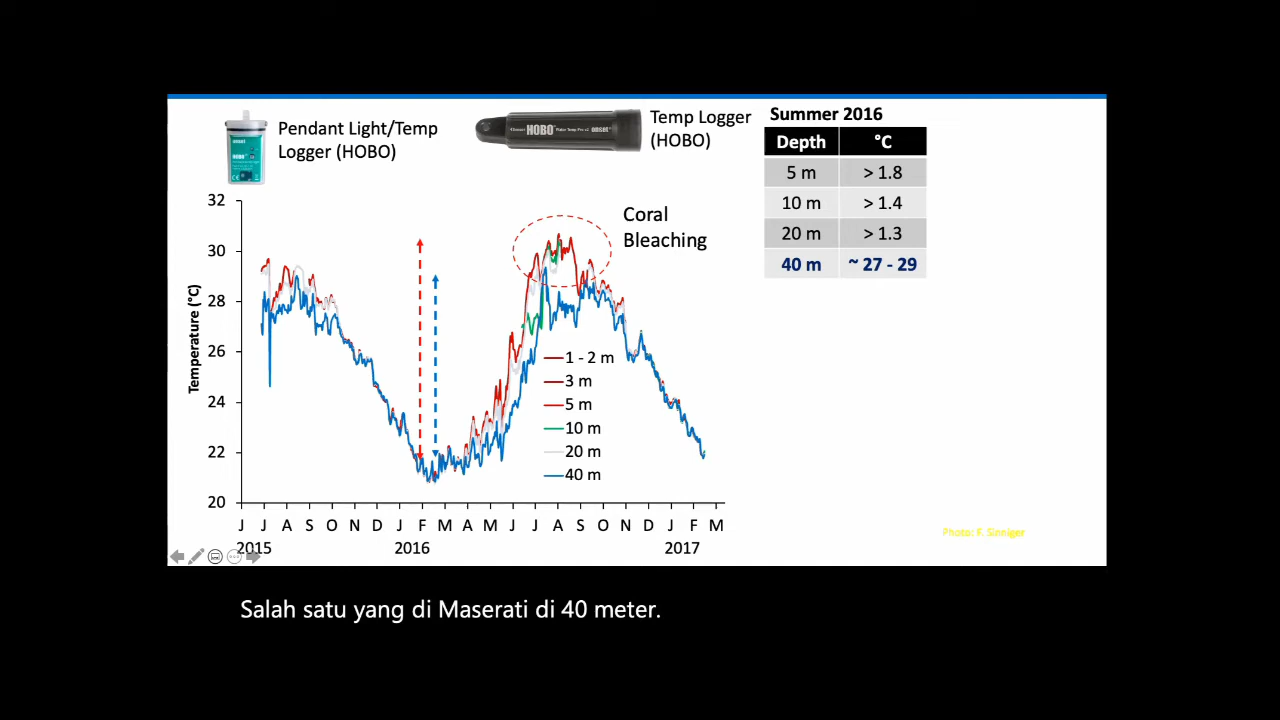 Pendant Light/Temp
Logger (HOBO)
HOBO
onset
Temp Logger
(HOBO)
Summer 2016
Depth °C
5 m > 1.8
10 m > 1.4
20 m > 1.3
40 m ~ 27 - 29
Coral
Bleaching
Temperature (°C)
32
30
28
26
24
22
20
1 - 2 m
3 m
5 m
10 m
20 m
40 m
J J A S O N D J F M A M J J A S O N D J F M
2015 2016 2017
Photo: F. Sinniger
Salah satu yang di Maserati di 40 meter.